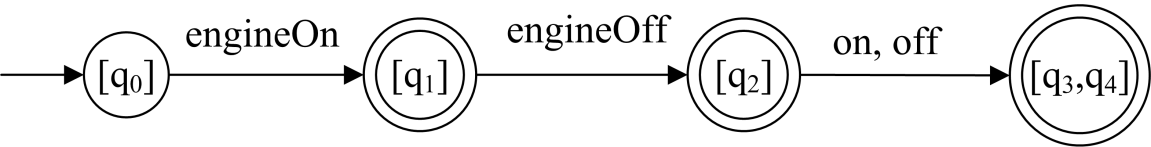 engineOn
engineOff
on, off
[q₀]
[q₁]
[q₂]
[q₃,q₄]